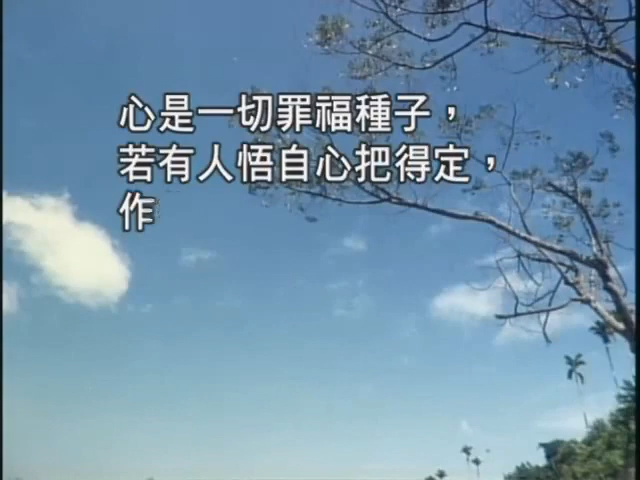 心是一切罪福種子，
若有人悟自心把得定，
作